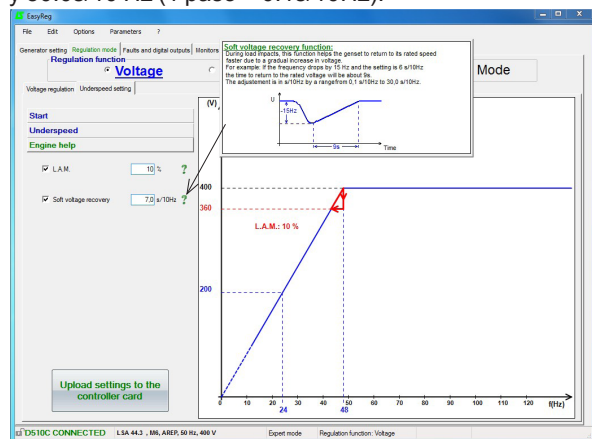 EasyReg
File Edit Options Parameters ?
Generator setting Regulation mode Faults and digital outputs Monitors
Regulation function
Voltage
Mode
Voltage regulation Underspeed setting
Soft voltage recovery function:
During load impacts, this function helps the genset to return to its rated speed
faster due to a gradual increase in voltage.
For example: If the frequency drops by 15 Hz and the setting is 6 s/10Hz
the time to return to the rated voltage will be about 9s.
The adjustement is in s/10Hz by a range from 0,1 s/10Hz to 30,0 s/10Hz.
U
-15Hz
9s
Time
Start
Underspeed
Engine help
L.A.M. 10 % ?
Soft voltage recovery 7,0 s/10Hz ?
Upload settings to the
controller card
(V)
400
360
L.A.M.: 10 %
200
0 10 20 30 40 50 60 70 80 90 100 110 120 f(Hz)
24 48
D510C CONNECTED LSA 44.3 , M6, AREP, 50 Hz, 400 V Expert mode Regulation function: Voltage